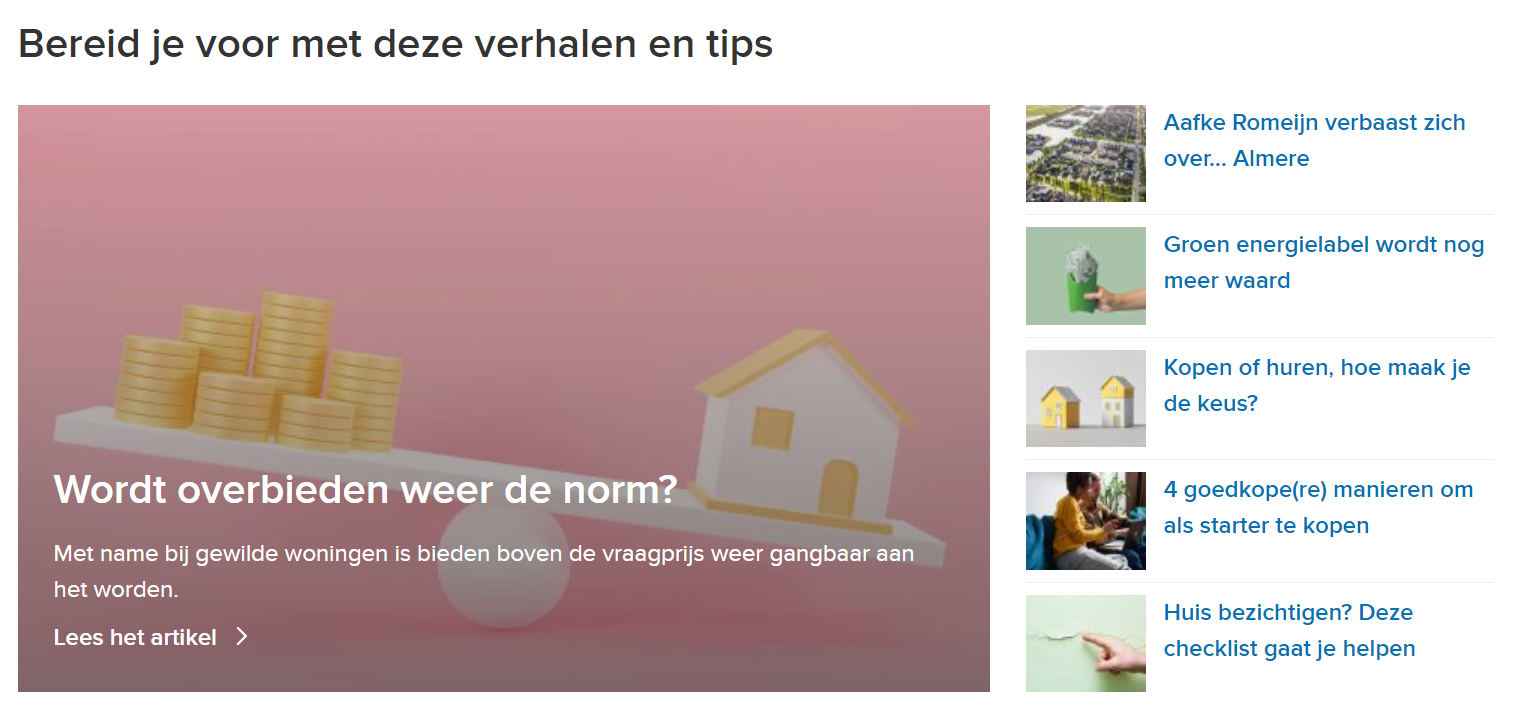 Bereid je voor met deze verhalen en tips
Wordt overbieden weer de norm?
Met name bij gewilde woningen is bieden boven de vraagprijs weer gangbaar aan
het worden.
Lees het artikel
Aafke Romeijn verbaast zich
over... Almere
Groen energielabel wordt nog
meer waard
Kopen of huren, hoe maak je
de keus?
4 goedkope(re) manieren om
als starter te kopen
Huis bezichtigen? Deze
checklist gaat je helpen